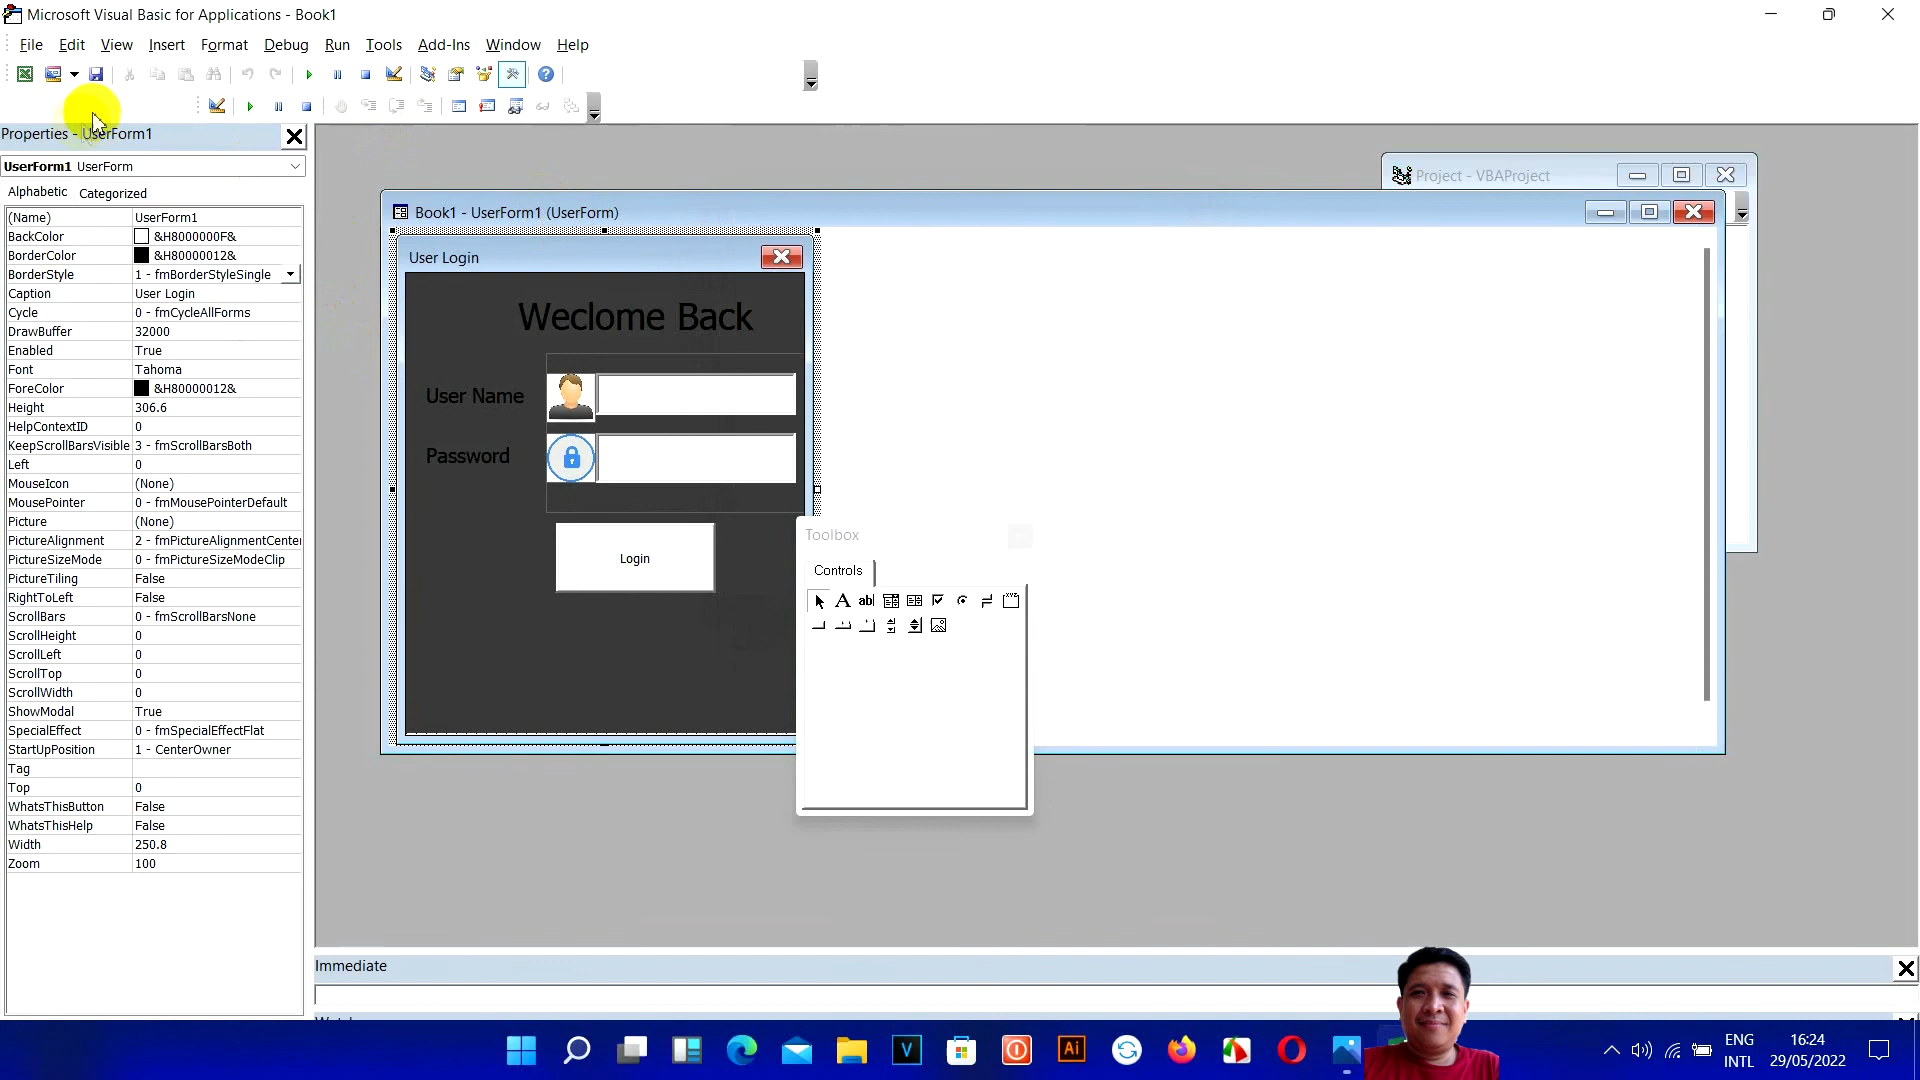 Microsoft Visual Basic for Applications - Book1
File Edit View Insert Format Debug Run Tools Add-Ins Window Help
Properties - UserForm1
UserForm1 UserForm
Alphabetic Categorized
(Name) UserForm1
BackColor &H8000000F&
BorderColor &H80000012&
BorderStyle 1 - fmBorderStyleSingle
Caption User Login
Cycle 0 - fmCycleAllForms
DrawBuffer 32000
Enabled True
Font Tahoma
ForeColor &H80000012&
Height 306.6
HelpContextID 0
KeepScrollBarsVisible 3 - fmScrollBarsBoth
Left 0
MouseIcon (None)
MousePointer 0 - fmMousePointerDefault
Picture (None)
PictureAlignment 2 - fmPictureAlignmentCenter
PictureSizeMode 0 - fmPictureSizeModeClip
PictureTiling False
RightToLeft False
ScrollBars 0 - fmScrollBarsNone
ScrollHeight 0
ScrollLeft 0
ScrollTop 0
ScrollWidth 0
ShowModal True
SpecialEffect 0 - fmSpecialEffectFlat
StartUpPosition 1 - CenterOwner
Tag
Top 0
WhatsThisButton False
WhatsThisHelp False
Width 250.8
Zoom 100
Project - VBAProject
Book1 - UserForm1 (UserForm)
User Login
Weclome Back
User Name
Password
Login
Toolbox
Controls
A ab|
Immediate
V
Ai
ENG
INTL
16:24
29/05/2022